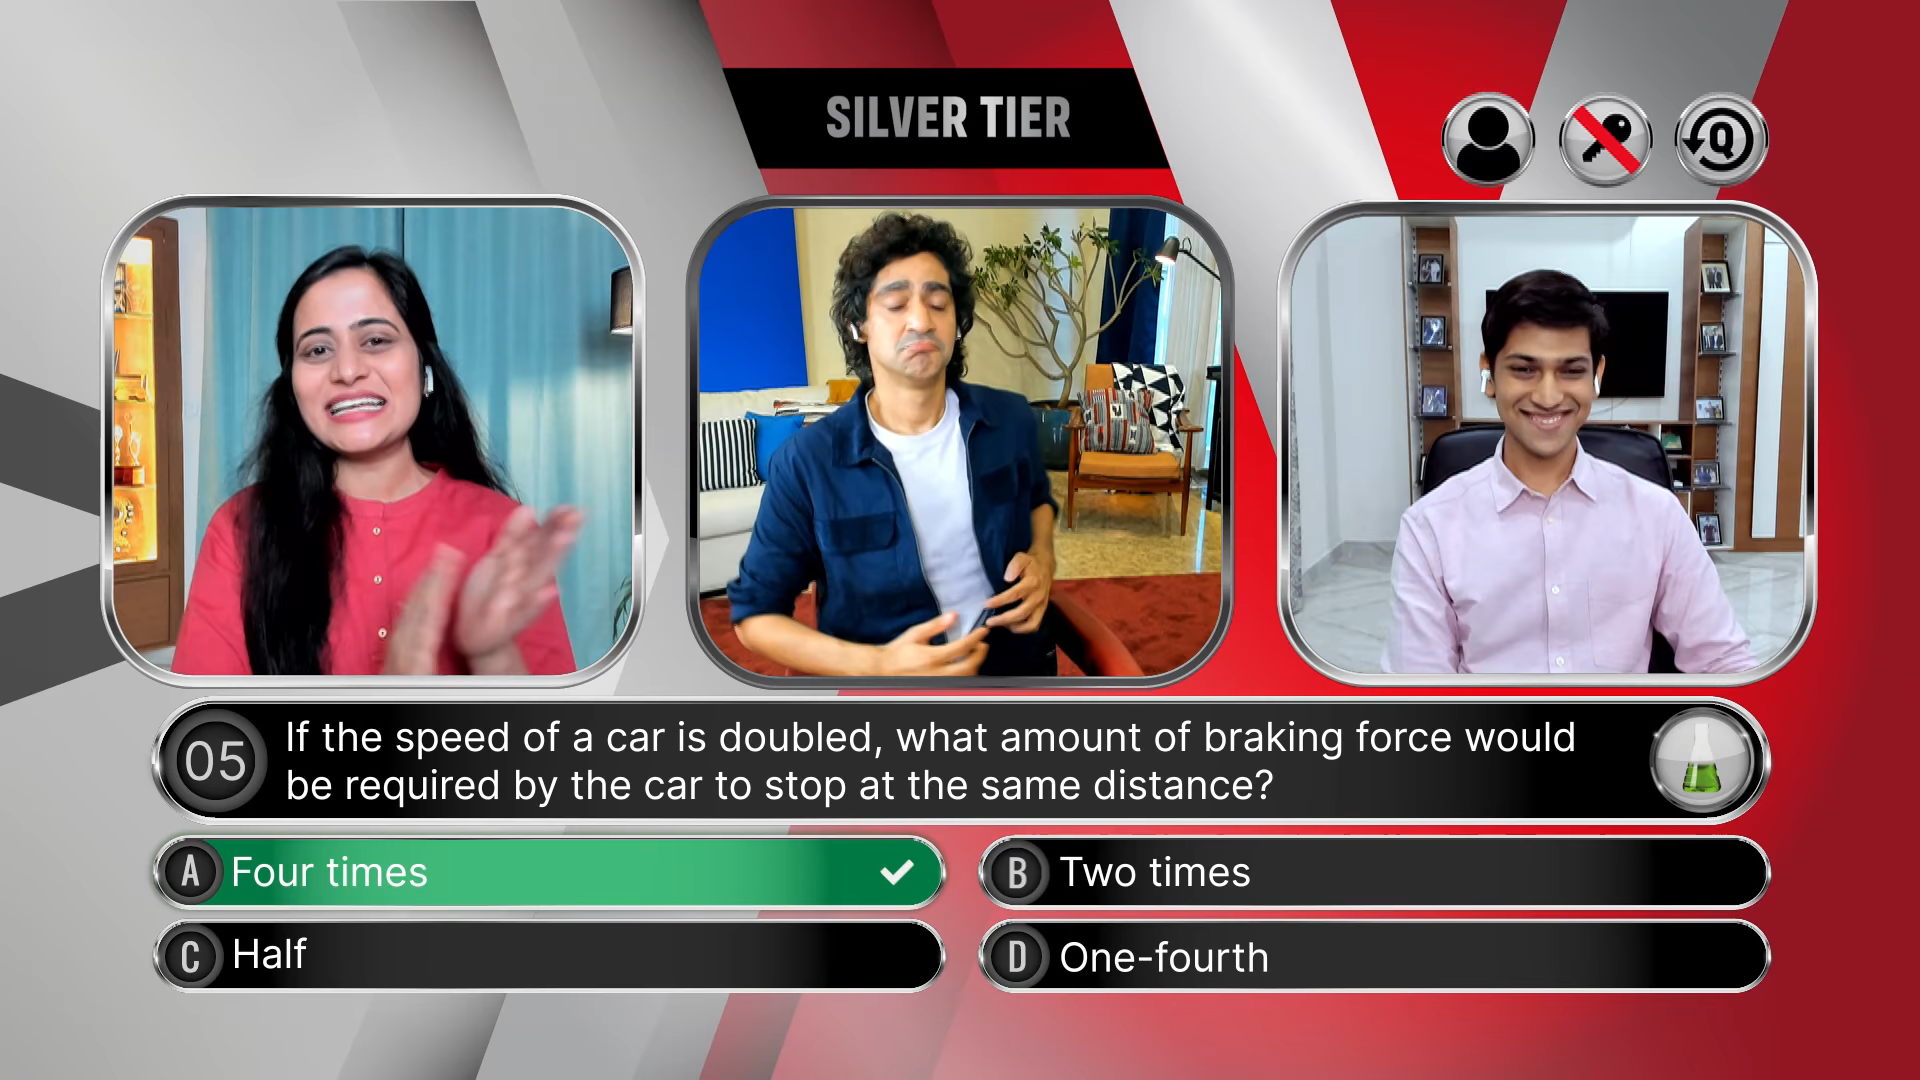 SILVER TIER
Q
05
If the speed of a car is doubled, what amount of braking force would
be required by the car to stop at the same distance?
A Four times
B Two times
C Half
D One-fourth